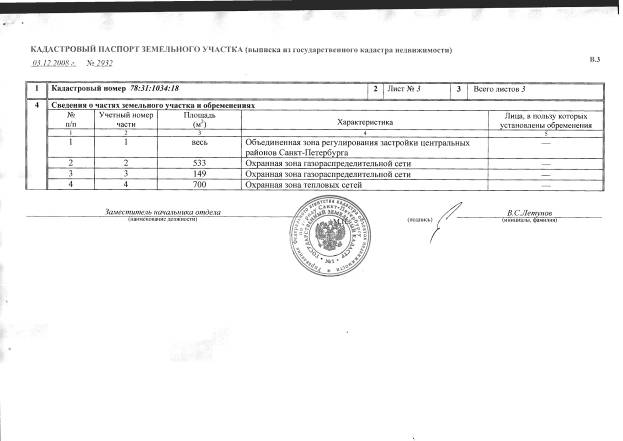 КАДАСТРОВЫЙ ПАСПОРТ ЗЕМЕЛЬНОГО УЧАСТКА (выписка из государственного кадастра недвижимости)
03.12.2008 г. № 2932
В.3
1 Кадастровый номер 78:31:1034:18 2 Лист № 3 3 Всего листов 3
4 Сведения о частях земельного участка и обременениях
№ п/п Учетный номер части Площадь (м²) Характеристика Лица, в пользу которых установлены обременения
1 2 3 4 5
1 1 весь Объединенная зона регулирования застройки центральных
районов Санкт-Петербурга —
2 2 533 Охранная зона газораспределительной сети —
3 3 149 Охранная зона газораспределительной сети —
4 4 700 Охранная зона тепловых сетей —
Заместитель начальника отдела
(наименование должности)
(подпись)
В.С.Летунов
(инициалы, фамилия)